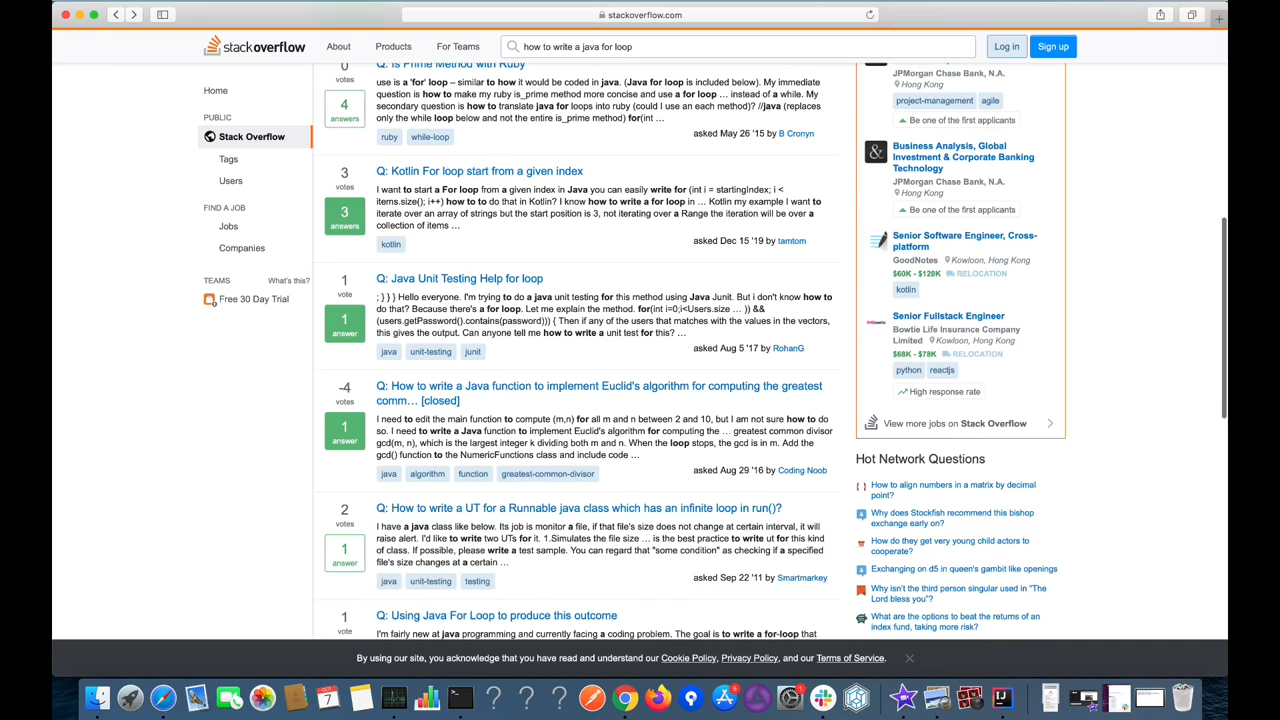 stackoverflow.com
stackoverflow
About
Products
For Teams
how to write a java for loop
Log in
Sign up
Home
PUBLIC
Stack Overflow
Tags
Users
FIND A JOB
Jobs
Companies
TEAMS
What's this?
Free 30 Day Trial
0
votes
4
answers
Q: Is Prime Method with Ruby
use is a 'for' loop – similar to how it would be coded in java. (Java for loop is included below). My immediate
question is how to make my ruby is_prime method more concise and use a for loop … instead of a while. My
secondary question is how to translate java for loops into ruby (could I use an each method)? //java (replaces
only the while loop below and not the entire is_prime method) for(int …
asked May 26 '15 by B Cronyn
ruby
while-loop
3
votes
3
answers
Q: Kotlin For loop start from a given index
I want to start a For loop from a given index in Java you can easily write for (int i = startingIndex; i <
items.size(); i++) how to to do that in Kotlin? I know how to write a for loop in … Kotlin my example I want to
iterate over an array of strings but the start position is 3, not iterating over a Range the iteration will be over a
collection of items …
asked Dec 15 '19 by tamtom
kotlin
1
vote
1
answer
Q: Java Unit Testing Help for loop
; } } } Hello everyone. I'm trying to do a java unit testing for this method using Java Junit. But i don't know how to
do that? Because there's a for loop. Let me explain the method. for(int i=0;i<Users.size … )) &&
(users.getPassword().contains(password))) { Then if any of the users that matches with the values in the vectors,
this gives the output. Can anyone tell me how to write a unit test for this? …
asked Aug 5 '17 by RohanG
java
unit-testing
junit
-4
votes
1
answer
Q: How to write a Java function to implement Euclid's algorithm for computing the greatest
comm… [closed]
I need to edit the main function to compute (m,n) for all m and n between 2 and 10, but I am not sure how to do
so. I need to write a Java function to implement Euclid's algorithm for computing the … greatest common divisor
gcd(m, n), which is the largest integer k dividing both m and n. When the loop stops, the gcd is in m. Add the
gcd() function to the NumericFunctions class and include code …
asked Aug 29 '16 by Coding Noob
java
algorithm
function
greatest-common-divisor
2
votes
1
answer
Q: How to write a UT for a Runnable java class which has an infinite loop in run()?
I have a java class like below. Its job is monitor a file, if that file's size does not change at certain interval, it will
raise alert. I'd like to write two UTs for it. 1.Simulates the file size … is the best practice to write ut for this kind
of class. If possible, please write a test sample. You can regard that "some condition" as checking if a specified
file's size changes at a certain …
asked Sep 22 '11 by Smartmarkey
java
unit-testing
testing
1
vote
Q: Using Java For Loop to produce this outcome
I'm fairly new at java programming and currently facing a coding problem. The goal is to write a for-loop that
JPMorgan Chase Bank, N.A.
Hong Kong
project-management
agile
Be one of the first applicants
Business Analysis, Global
Investment & Corporate Banking
Technology
JPMorgan Chase Bank, N.A.
Hong Kong
Be one of the first applicants
Senior Software Engineer, Cross-
platform
GoodNotes Kowloon, Hong Kong
$60K - $120K RELOCATION
kotlin
Senior Fullstack Engineer
Bowtie Life Insurance Company
Limited Kowloon, Hong Kong
$68K - $78K RELOCATION
python
reactjs
High response rate
View more jobs on Stack Overflow
Hot Network Questions
How to align numbers in a matrix by decimal
point?
Why does Stockfish recommend this bishop
exchange early on?
How do they get very young child actors to
cooperate?
Exchanging on d5 in queen's gambit like openings
Why isn't the third person singular used in "The
Lord bless you"?
What are the options to beat the returns of an
index fund, taking more risk?
By using our site, you acknowledge that you have read and understand our Cookie Policy, Privacy Policy, and our Terms of Service.